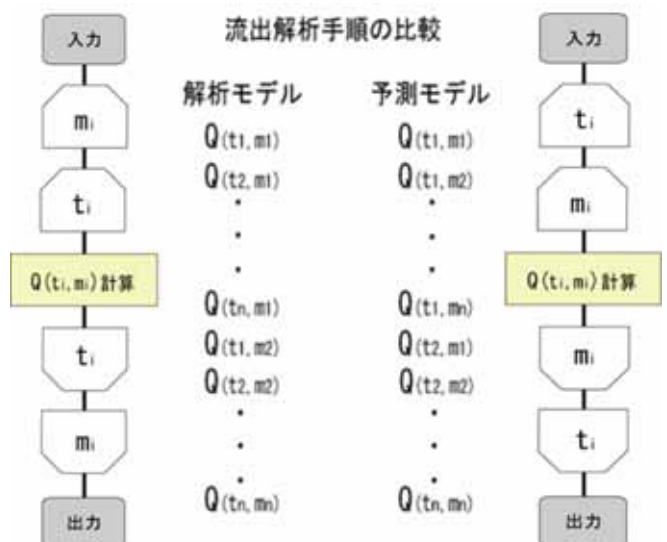 流出解析手順の比較
入力
mi
ti
Q(ti,mi)計算
ti
mi
出力
解析モデル
Q(t1,m1)
Q(t2,m1)
・
・
・
Q(tn,m1)
Q(t1,m2)
Q(t2,m2)
・
・
・
Q(tn,mn)
予測モデル
Q(t1,m1)
Q(t1,m2)
・
・
・
Q(t1,mn)
Q(t2,m1)
Q(t2,m2)
・
・
・
Q(tn,mn)
入力
ti
mi
Q(ti,mi)計算
mi
ti
出力